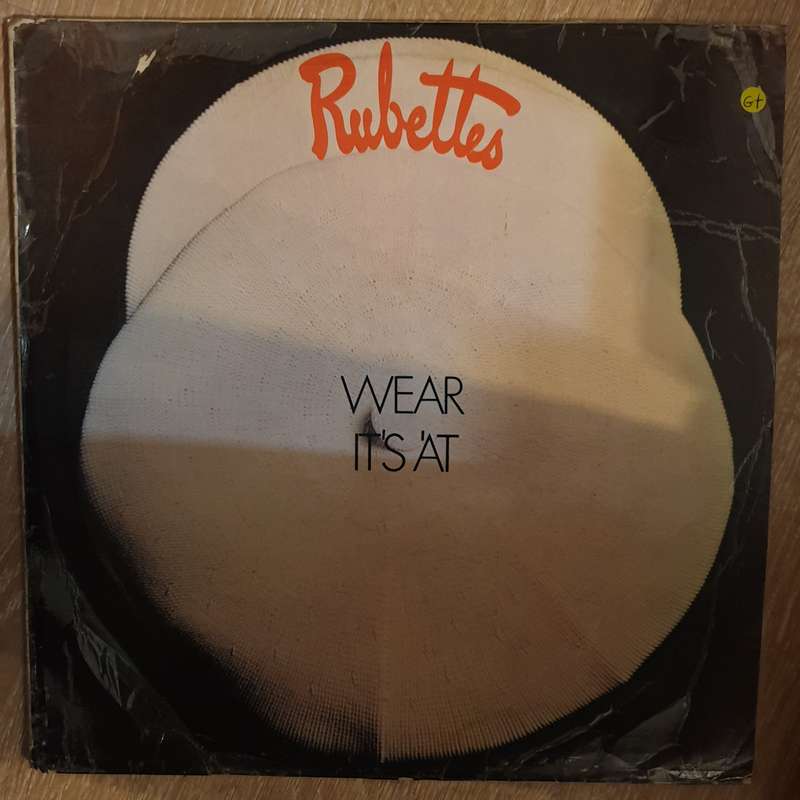 Rubettes
G+
WEAR
IT'S 'AT